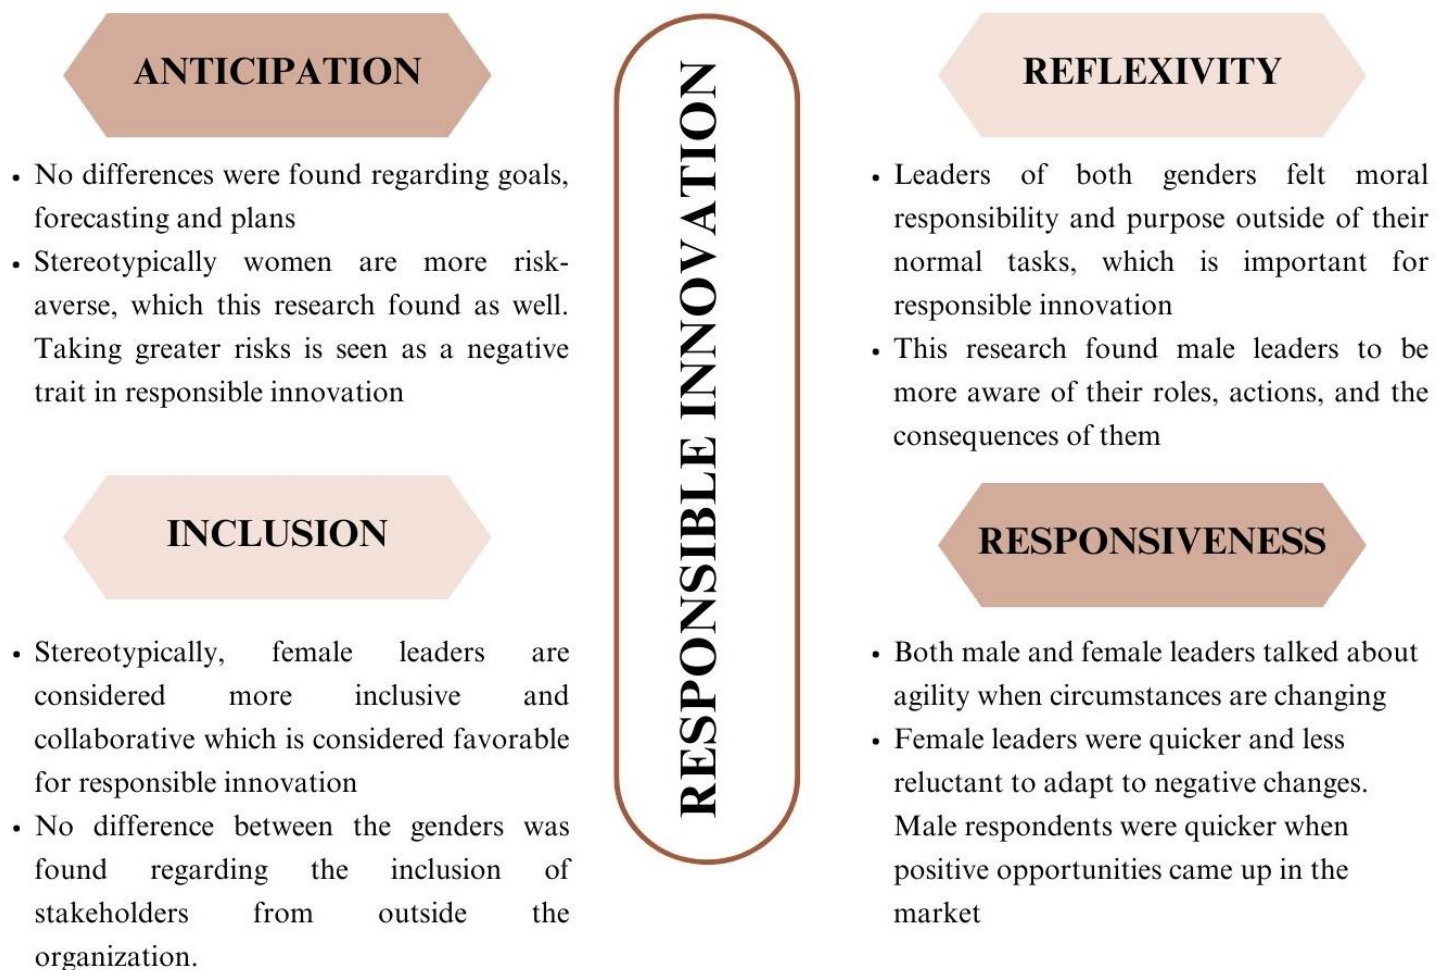 ANTICIPATION
• No differences were found regarding goals,
forecasting and plans
• Stereotypically women are more risk-
averse, which this research found as well.
Taking greater risks is seen as a negative
trait in responsible innovation
INCLUSION
• Stereotypically, female leaders are
considered more inclusive and
collaborative which is considered favorable
for responsible innovation
• No difference between the genders was
found regarding the inclusion of
stakeholders from outside the
organization.
RESPONSIBLE INNOVATION
REFLEXIVITY
• Leaders of both genders felt moral
responsibility and purpose outside of their
normal tasks, which is important for
responsible innovation
• This research found male leaders to be
more aware of their roles, actions, and the
consequences of them
RESPONSIVENESS
• Both male and female leaders talked about
agility when circumstances are changing
• Female leaders were quicker and less
reluctant to adapt to negative changes.
Male respondents were quicker when
positive opportunities came up in the
market